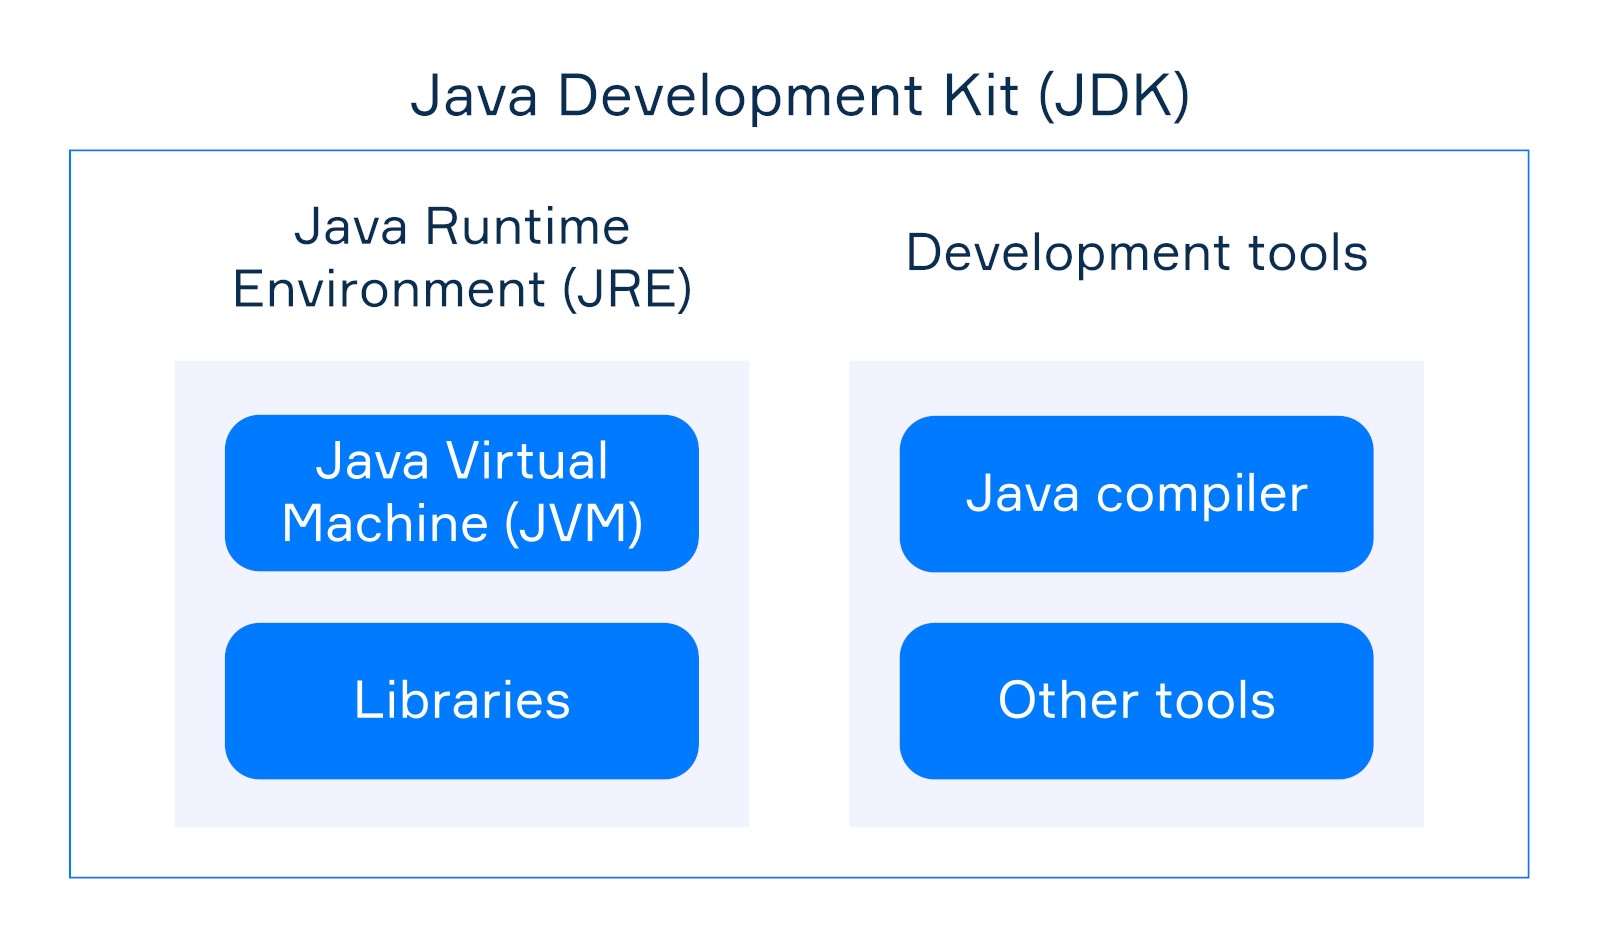 Java Development Kit (JDK)
Java Runtime
Environment (JRE)
Java Virtual
Machine (JVM)
Libraries
Development tools
Java compiler
Other tools